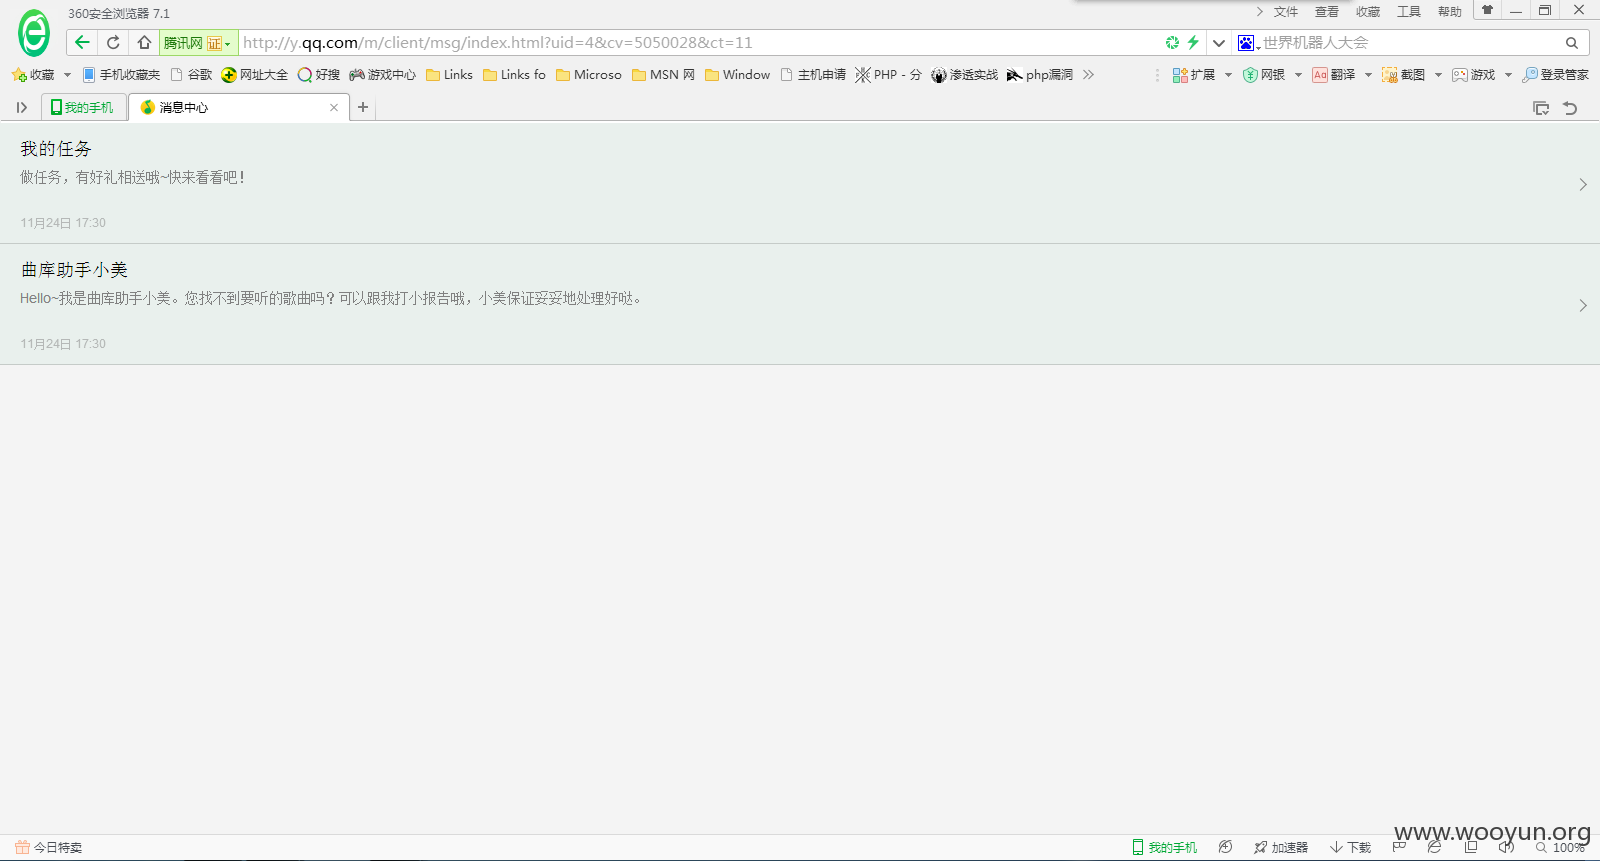 360安全浏览器 7.1
文件 查看 收藏 工具 帮助
腾讯网 证 http://y.qq.com/m/client/msg/index.html?uid=4&cv=5050028&ct=11 世界机器人大会
收藏 手机收藏夹 谷歌 网址大全 好搜 游戏中心 Links Links fo Microso MSN 网 Window 主机申请 PHP - 分 渗透实战 php漏洞 扩展 网银 Aa 翻译 截图 游戏 登录管家
我的手机 消息中心
我的任务
做任务，有好礼相送哦~快来看看吧！
11月24日 17:30
曲库助手小美
Hello~我是曲库助手小美。您找不到要听的歌曲吗？可以跟我打小报告哦，小美保证妥妥地处理好哒。
11月24日 17:30
www.wooyun.org
今日特卖 我的手机 加速器 下载 100%